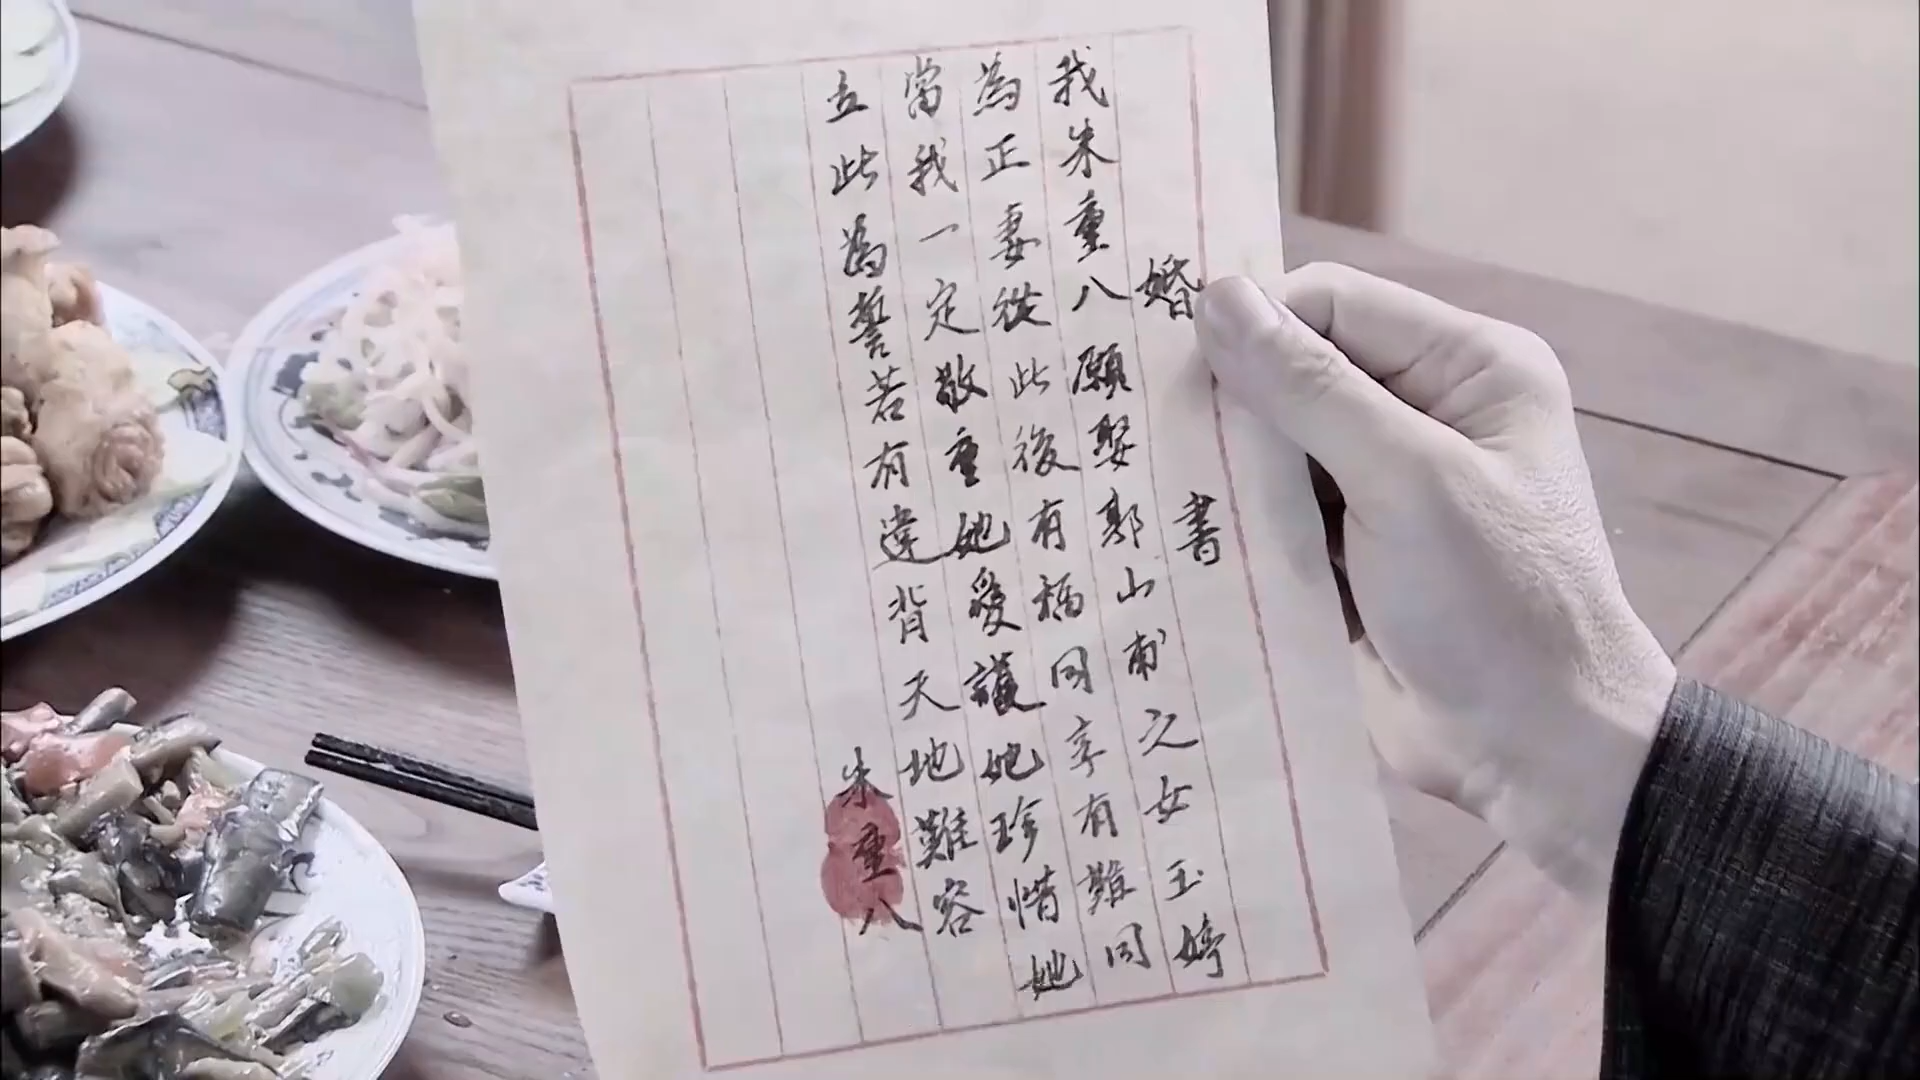 婚書
我朱重八願娶郭山甫之女玉婷
為正妻從此後有福同享有難同
當我一定敬重她愛護她珍惜她
立此為誓若有違背天地難容
朱重八